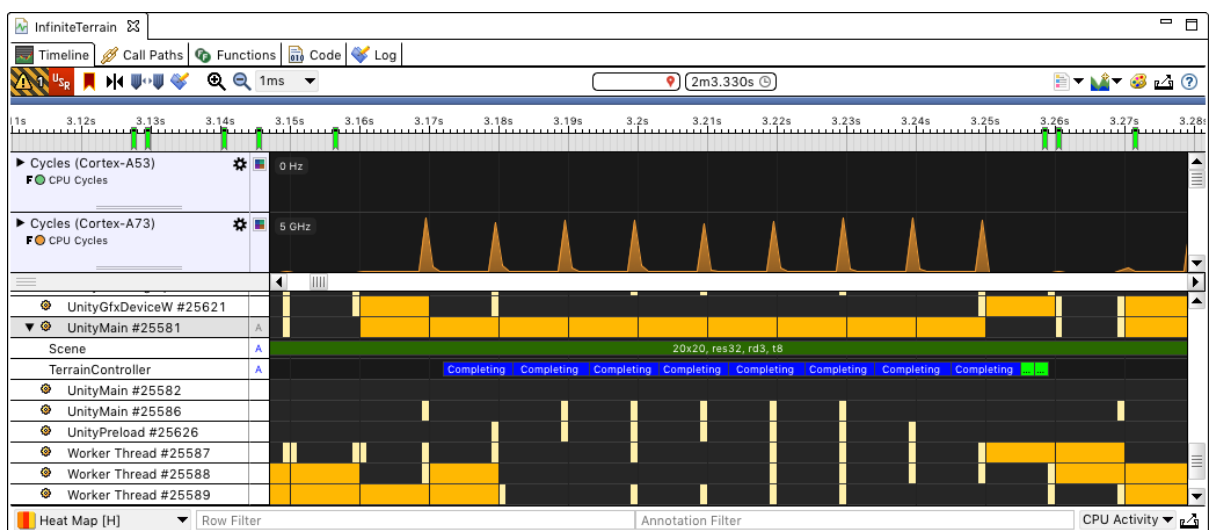 InfiniteTerrain
Timeline Call Paths Functions Code Log
1 USR 1ms 2m3.330s
11s 3.12s 3.13s 3.14s 3.15s 3.16s 3.17s 3.18s 3.19s 3.2s 3.21s 3.22s 3.23s 3.24s 3.25s 3.26s 3.27s 3.28s
Cycles (Cortex-A53) 0 Hz
F CPU Cycles
Cycles (Cortex-A73) 5 GHz
F CPU Cycles
UnityGfxDeviceW #25621
UnityMain #25581 A
Scene A 20x20, res32, rd3, t8
TerrainController A Completing Completing Completing Completing Completing Completing Completing Completing ... ...
UnityMain #25582
UnityMain #25586
UnityPreload #25626
Worker Thread #25587
Worker Thread #25588
Worker Thread #25589
Heat Map [H] Row Filter Annotation Filter CPU Activity